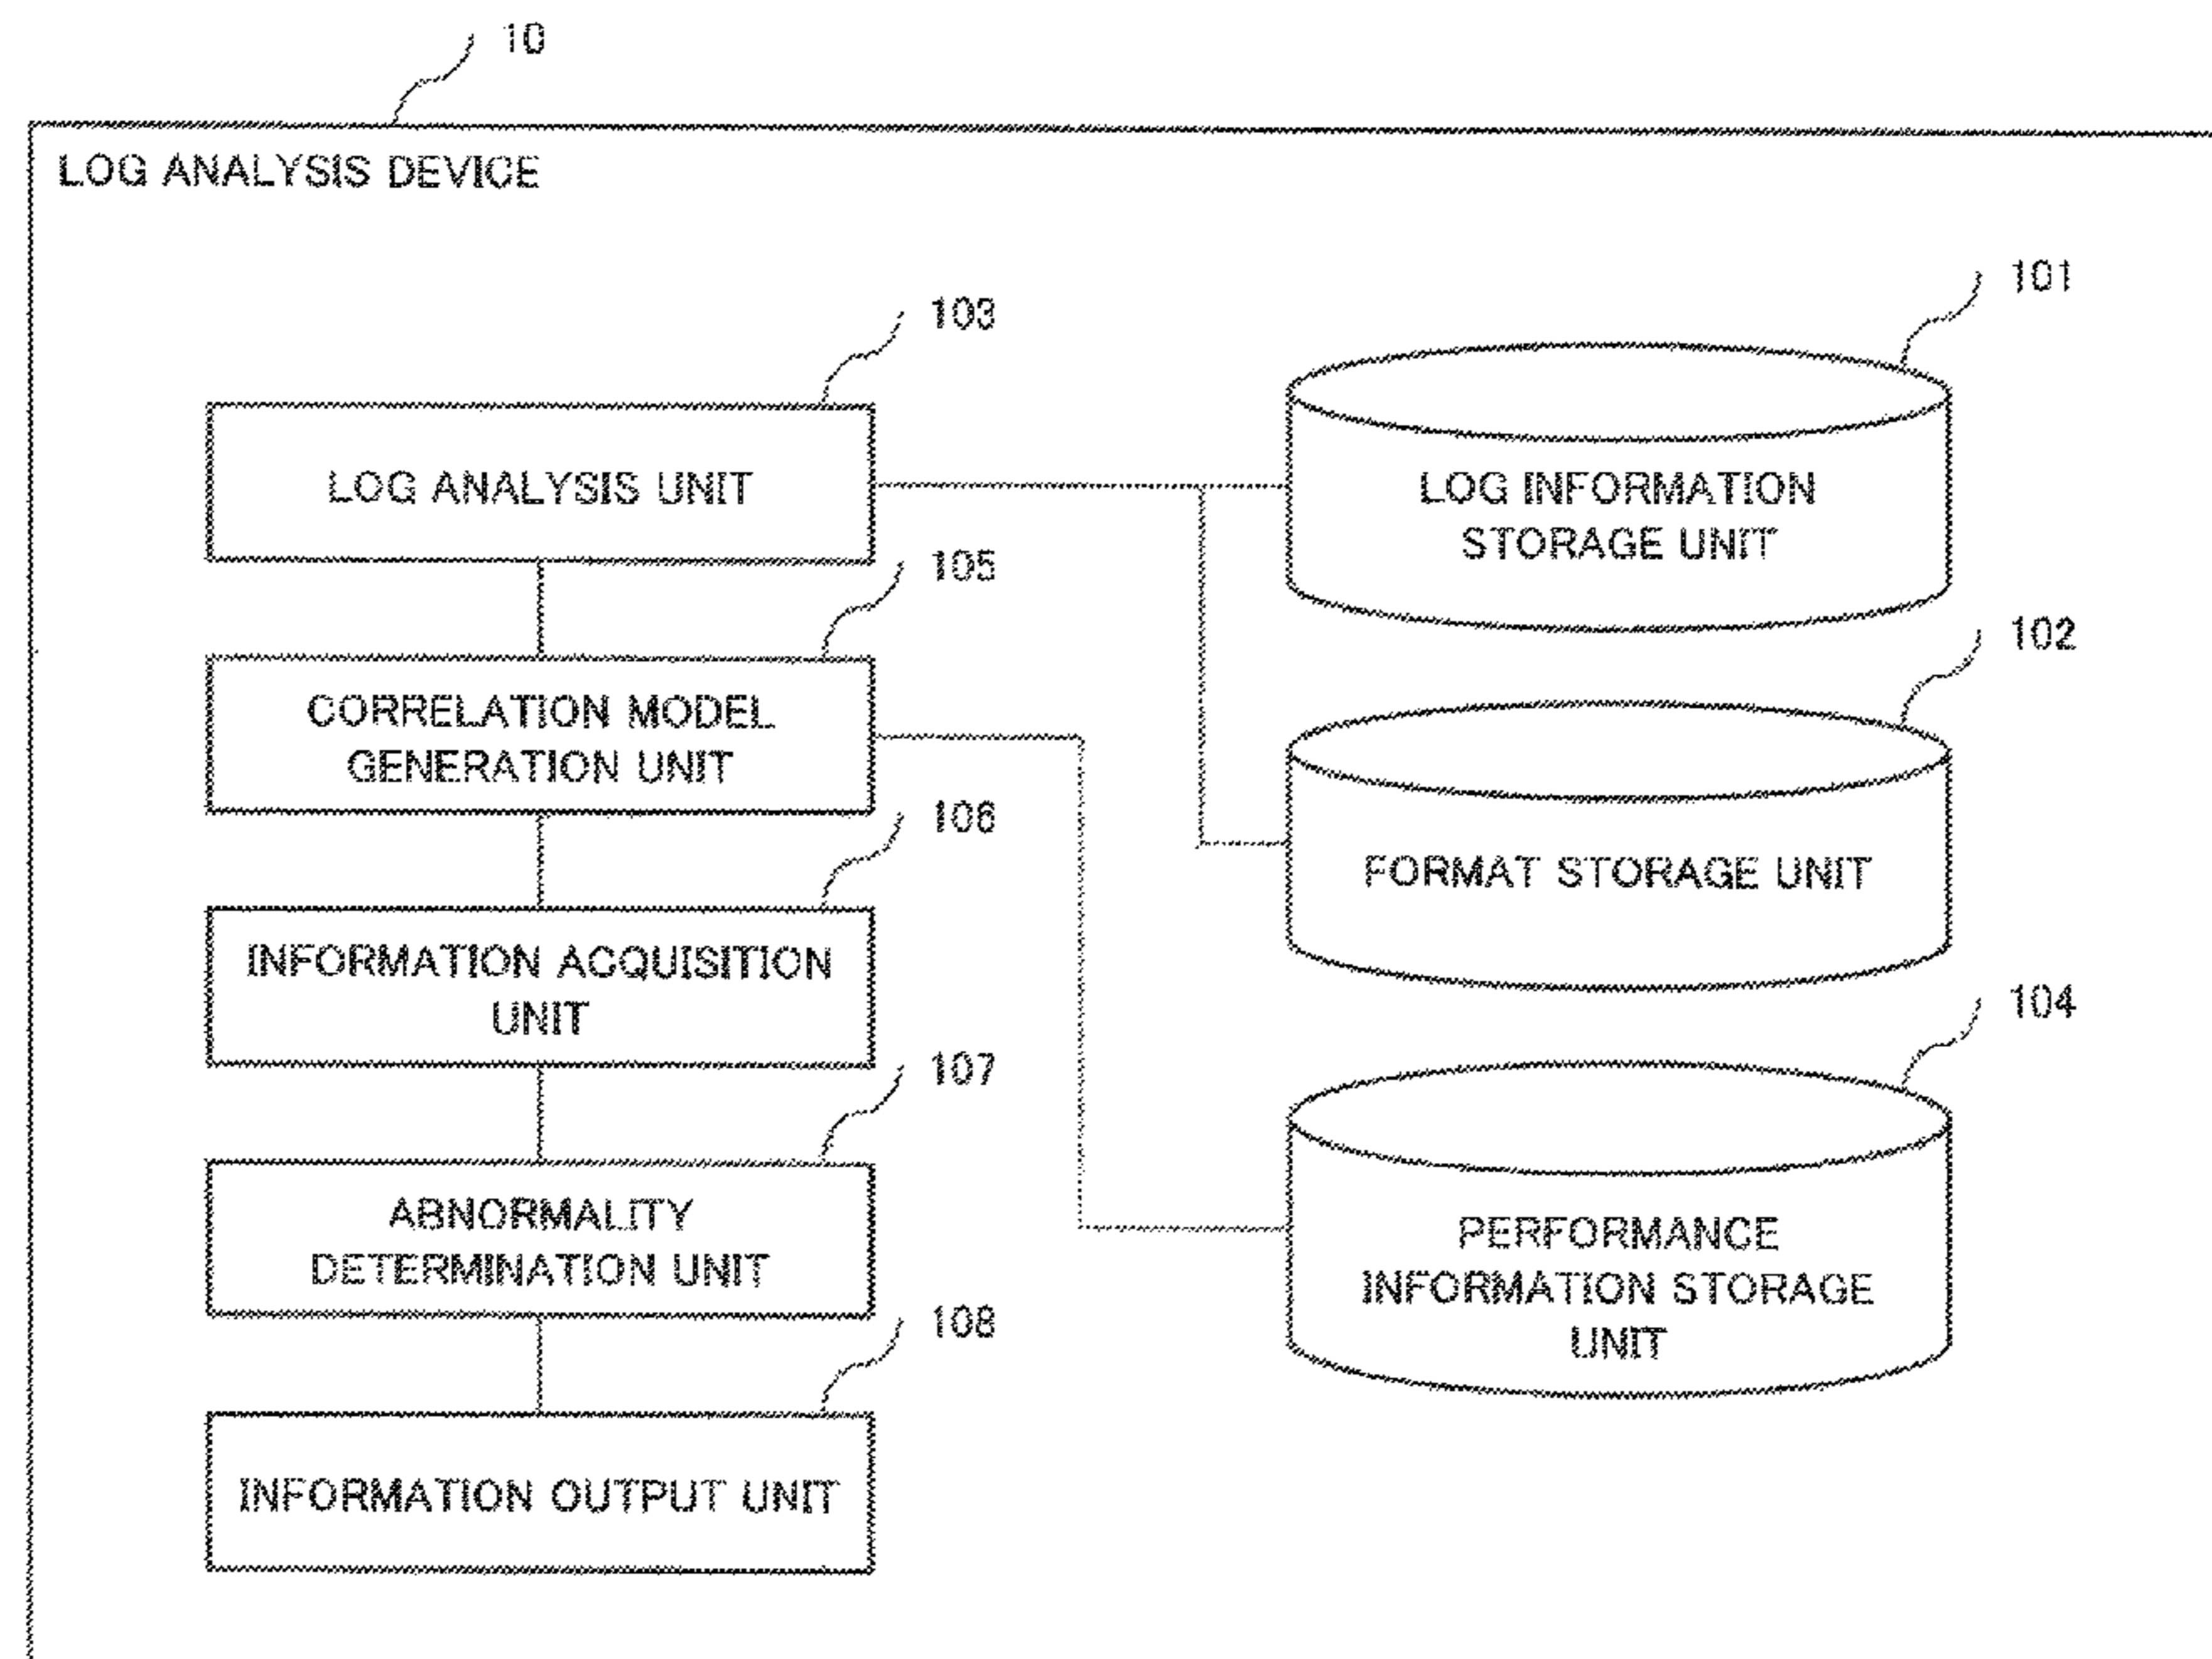 10
LOG ANALYSIS DEVICE
103
LOG ANALYSIS UNIT
105
CORRELATION MODEL
GENERATION UNIT
106
INFORMATION ACQUISITION
UNIT
107
ABNORMALITY
DETERMINATION UNIT
108
INFORMATION OUTPUT UNIT
101
LOG INFORMATION
STORAGE UNIT
102
FORMAT STORAGE UNIT
104
PERFORMANCE
INFORMATION STORAGE
UNIT